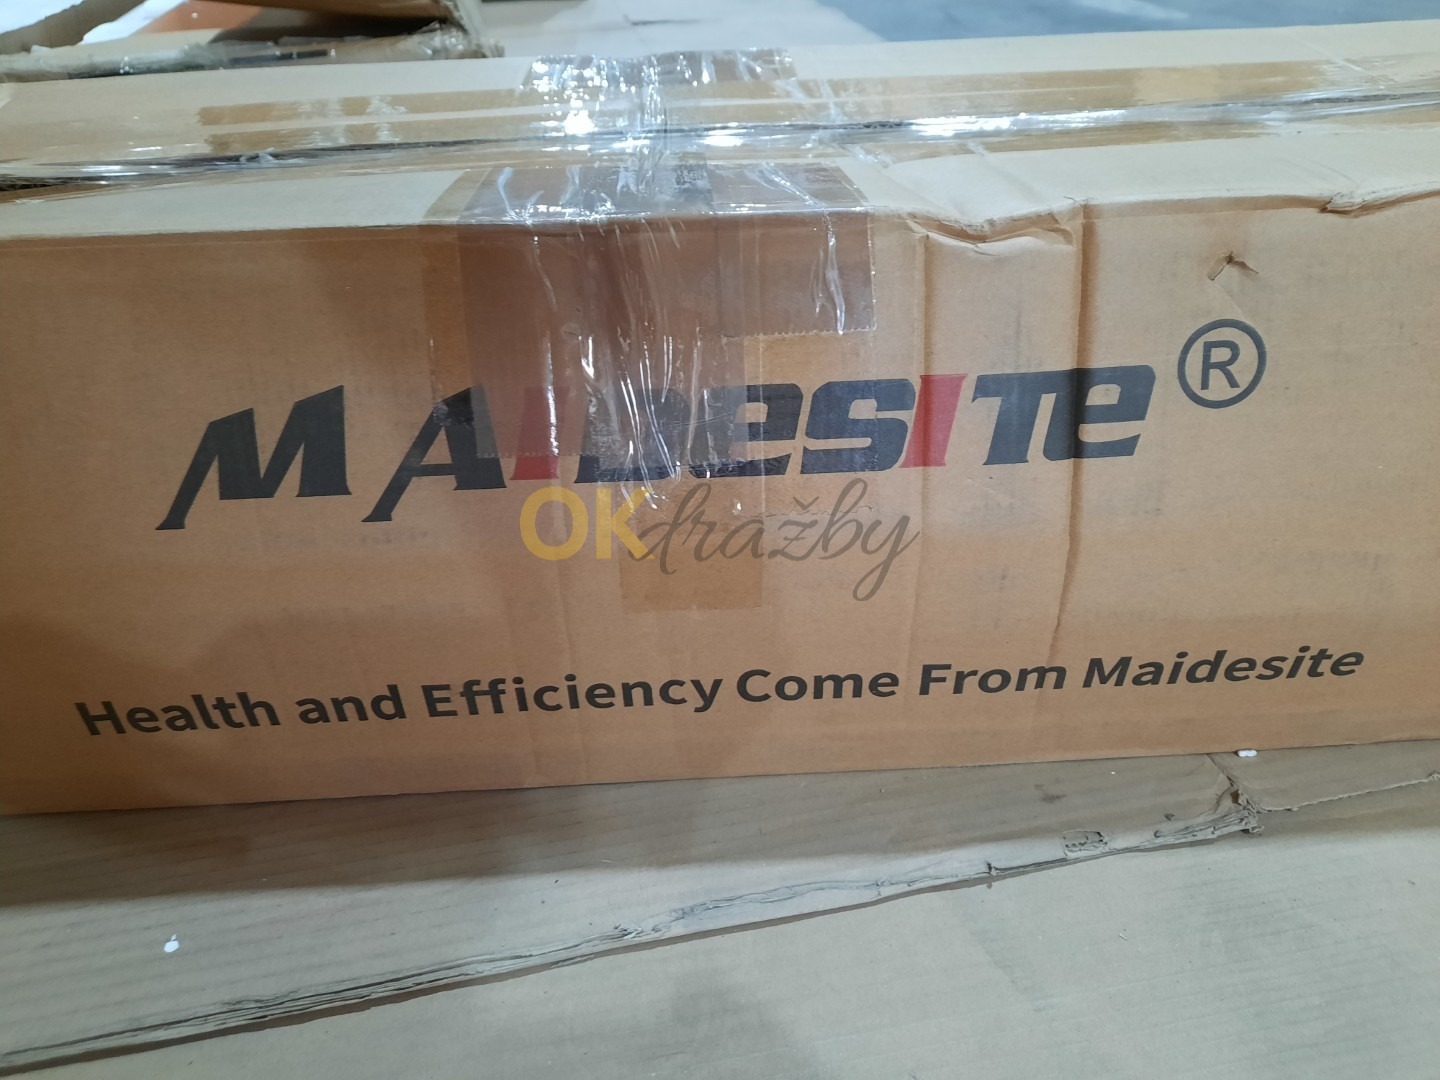 MAIDESITE®
OKdražby
Health and Efficiency Come From Maidesite